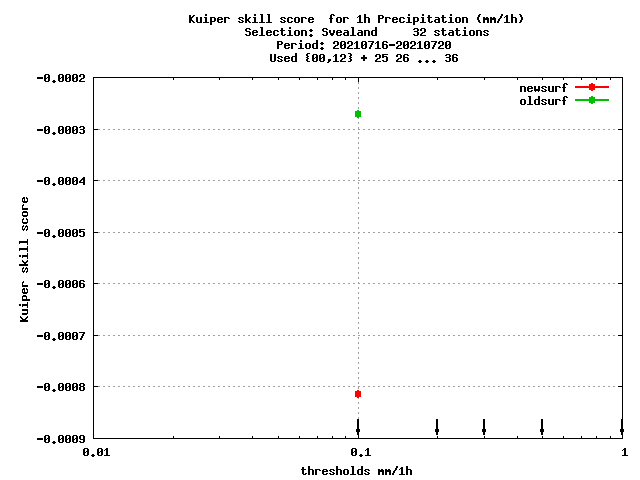 Kuiper skill score  for 1h Precipitation (mm/1h)
Selection: Svealand     32 stations
Period: 20210716-20210720
Used {00,12} + 25 26 ... 36
newsurf
oldsurf
-0.0002
-0.0003
-0.0004
-0.0005
-0.0006
-0.0007
-0.0008
-0.0009
Kuiper skill score
0.01
0.1
1
thresholds mm/1h